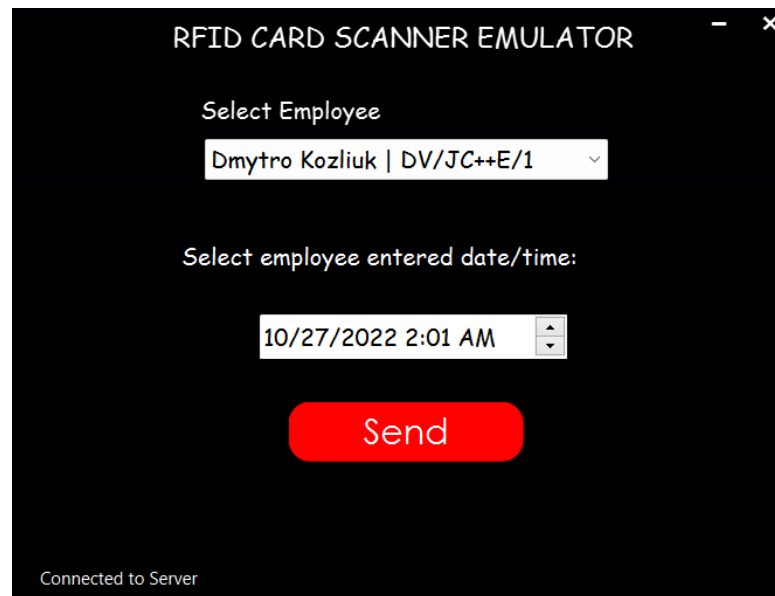 RFID CARD SCANNER EMULATOR
Select Employee
Dmytro Kozliuk | DV/JC++E/1
Select employee entered date/time:
10/27/2022 2:01 AM
Send
Connected to Server